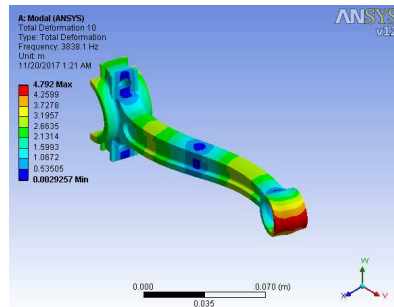 A: Modal (ANSYS)
Total Deformation 10
Type: Total Deformation
Frequency: 3838.1 Hz
Unit: m
11/20/2017 1:21 AM
4.792 Max
4.2599
3.7278
3.1957
2.6635
2.1314
1.5993
1.0672
0.53505
0.0029257 Min
ANSYS
v12
0.000
0.070 (m)
0.035
X
Y